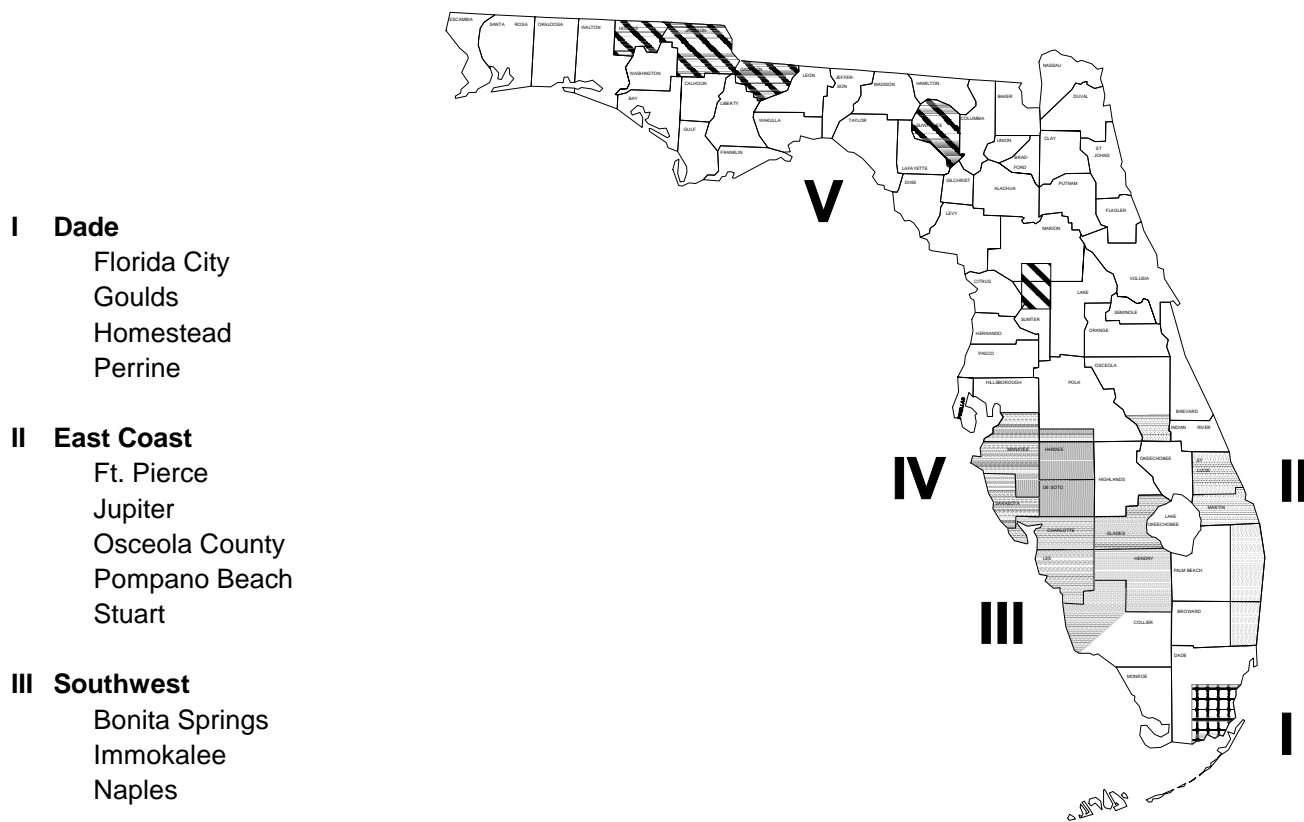 I Dade
Florida City
Goulds
Homestead
Perrine
II East Coast
Ft. Pierce
Jupiter
Osceola County
Pompano Beach
Stuart
III Southwest
Bonita Springs
Immokalee
Naples
ESCAMBIA
SANTA ROSA
OKALOOSA
WALTON
HOLMES
JACKSON
WASHINGTON
BAY
CALHOUN
GULF
LIBERTY
FRANKLIN
GADSDEN
LEON
WAKULLA
JEFFER-
SON
MADISON
TAYLOR
HAMILTON
SUWANNEE
LAFAYETTE
DIXIE
COLUMBIA
GILCHRIST
LEVY
BAKER
UNION
BRAD-
FORD
ALACHUA
NASSAU
DUVAL
CLAY
ST
JOHNS
PUTNAM
FLAGLER
MARION
VOLUSIA
CITRUS
LAKE
SUMTER
SEMINOLE
HERNANDO
ORANGE
PASCO
OSCEOLA
HILLSBOROUGH
POLK
BREVARD
INDIAN RIVER
MANATEE
HARDEE
OKEECHOBEE
ST
LUCIE
HIGHLANDS
DE SOTO
SARASOTA
MARTIN
LAKE
OKEECHOBEE
CHARLOTTE
GLADES
LEE
HENDRY
PALM BEACH
BROWARD
COLLIER
DADE
MONROE
V
IV
II
III
I